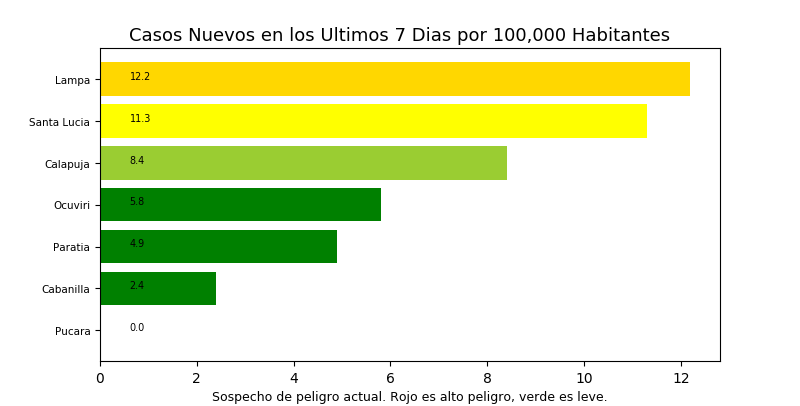 Casos Nuevos en los Ultimos 7 Dias por 100,000 Habitantes
Lampa 12.2
Santa Lucia 11.3
Calapuja 8.4
Ocuviri 5.8
Paratia 4.9
Cabanilla 2.4
Pucara 0.0
0 2 4 6 8 10 12
Sospecho de peligro actual. Rojo es alto peligro, verde es leve.